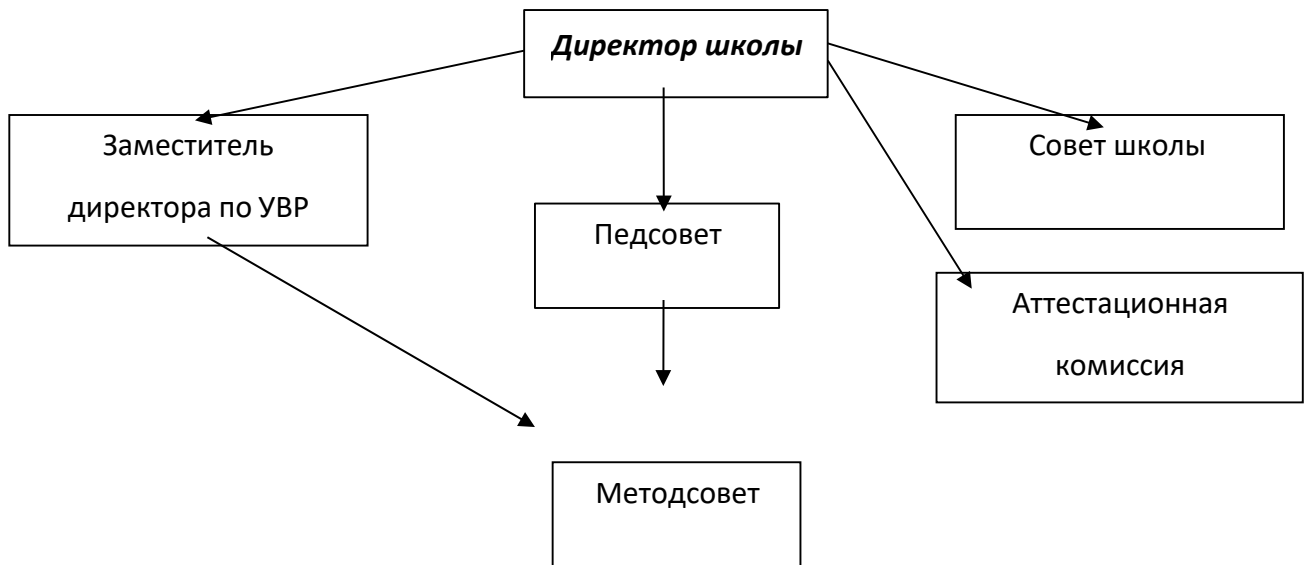 Директор школы
Заместитель
директора по УВР
Совет школы
Педсовет
Аттестационная
комиссия
Методсовет